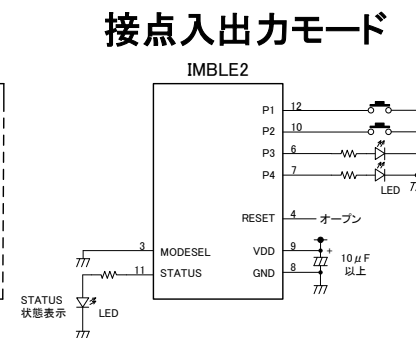 接点入出力モード
IMBLE2
P1 12
P2 10
P3 6
P4 7
LED
RESET 4 オープン
3 MODESEL
VDD 9
+
10μF
以上
11 STATUS
GND 8
STATUS
状態表示
LED